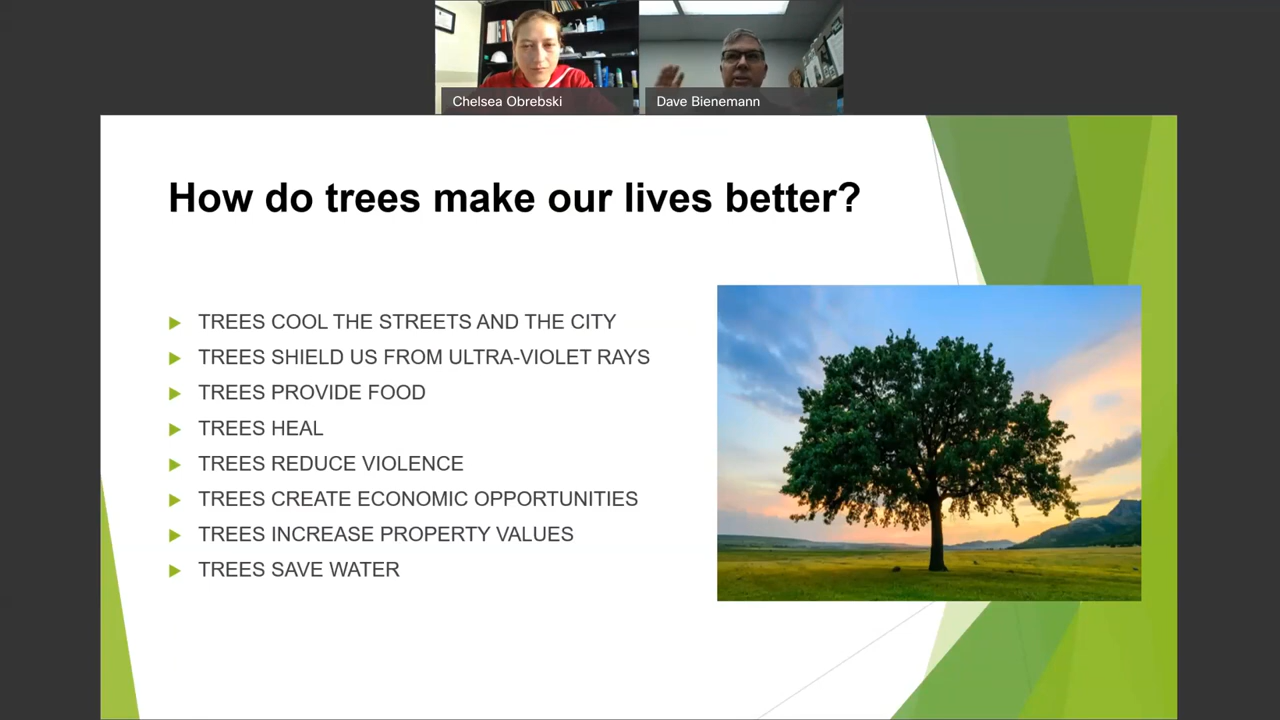 Chelsea Obrebski
Dave Bienemann
How do trees make our lives better?
TREES COOL THE STREETS AND THE CITY
TREES SHIELD US FROM ULTRA-VIOLET RAYS
TREES PROVIDE FOOD
TREES HEAL
TREES REDUCE VIOLENCE
TREES CREATE ECONOMIC OPPORTUNITIES
TREES INCREASE PROPERTY VALUES
TREES SAVE WATER